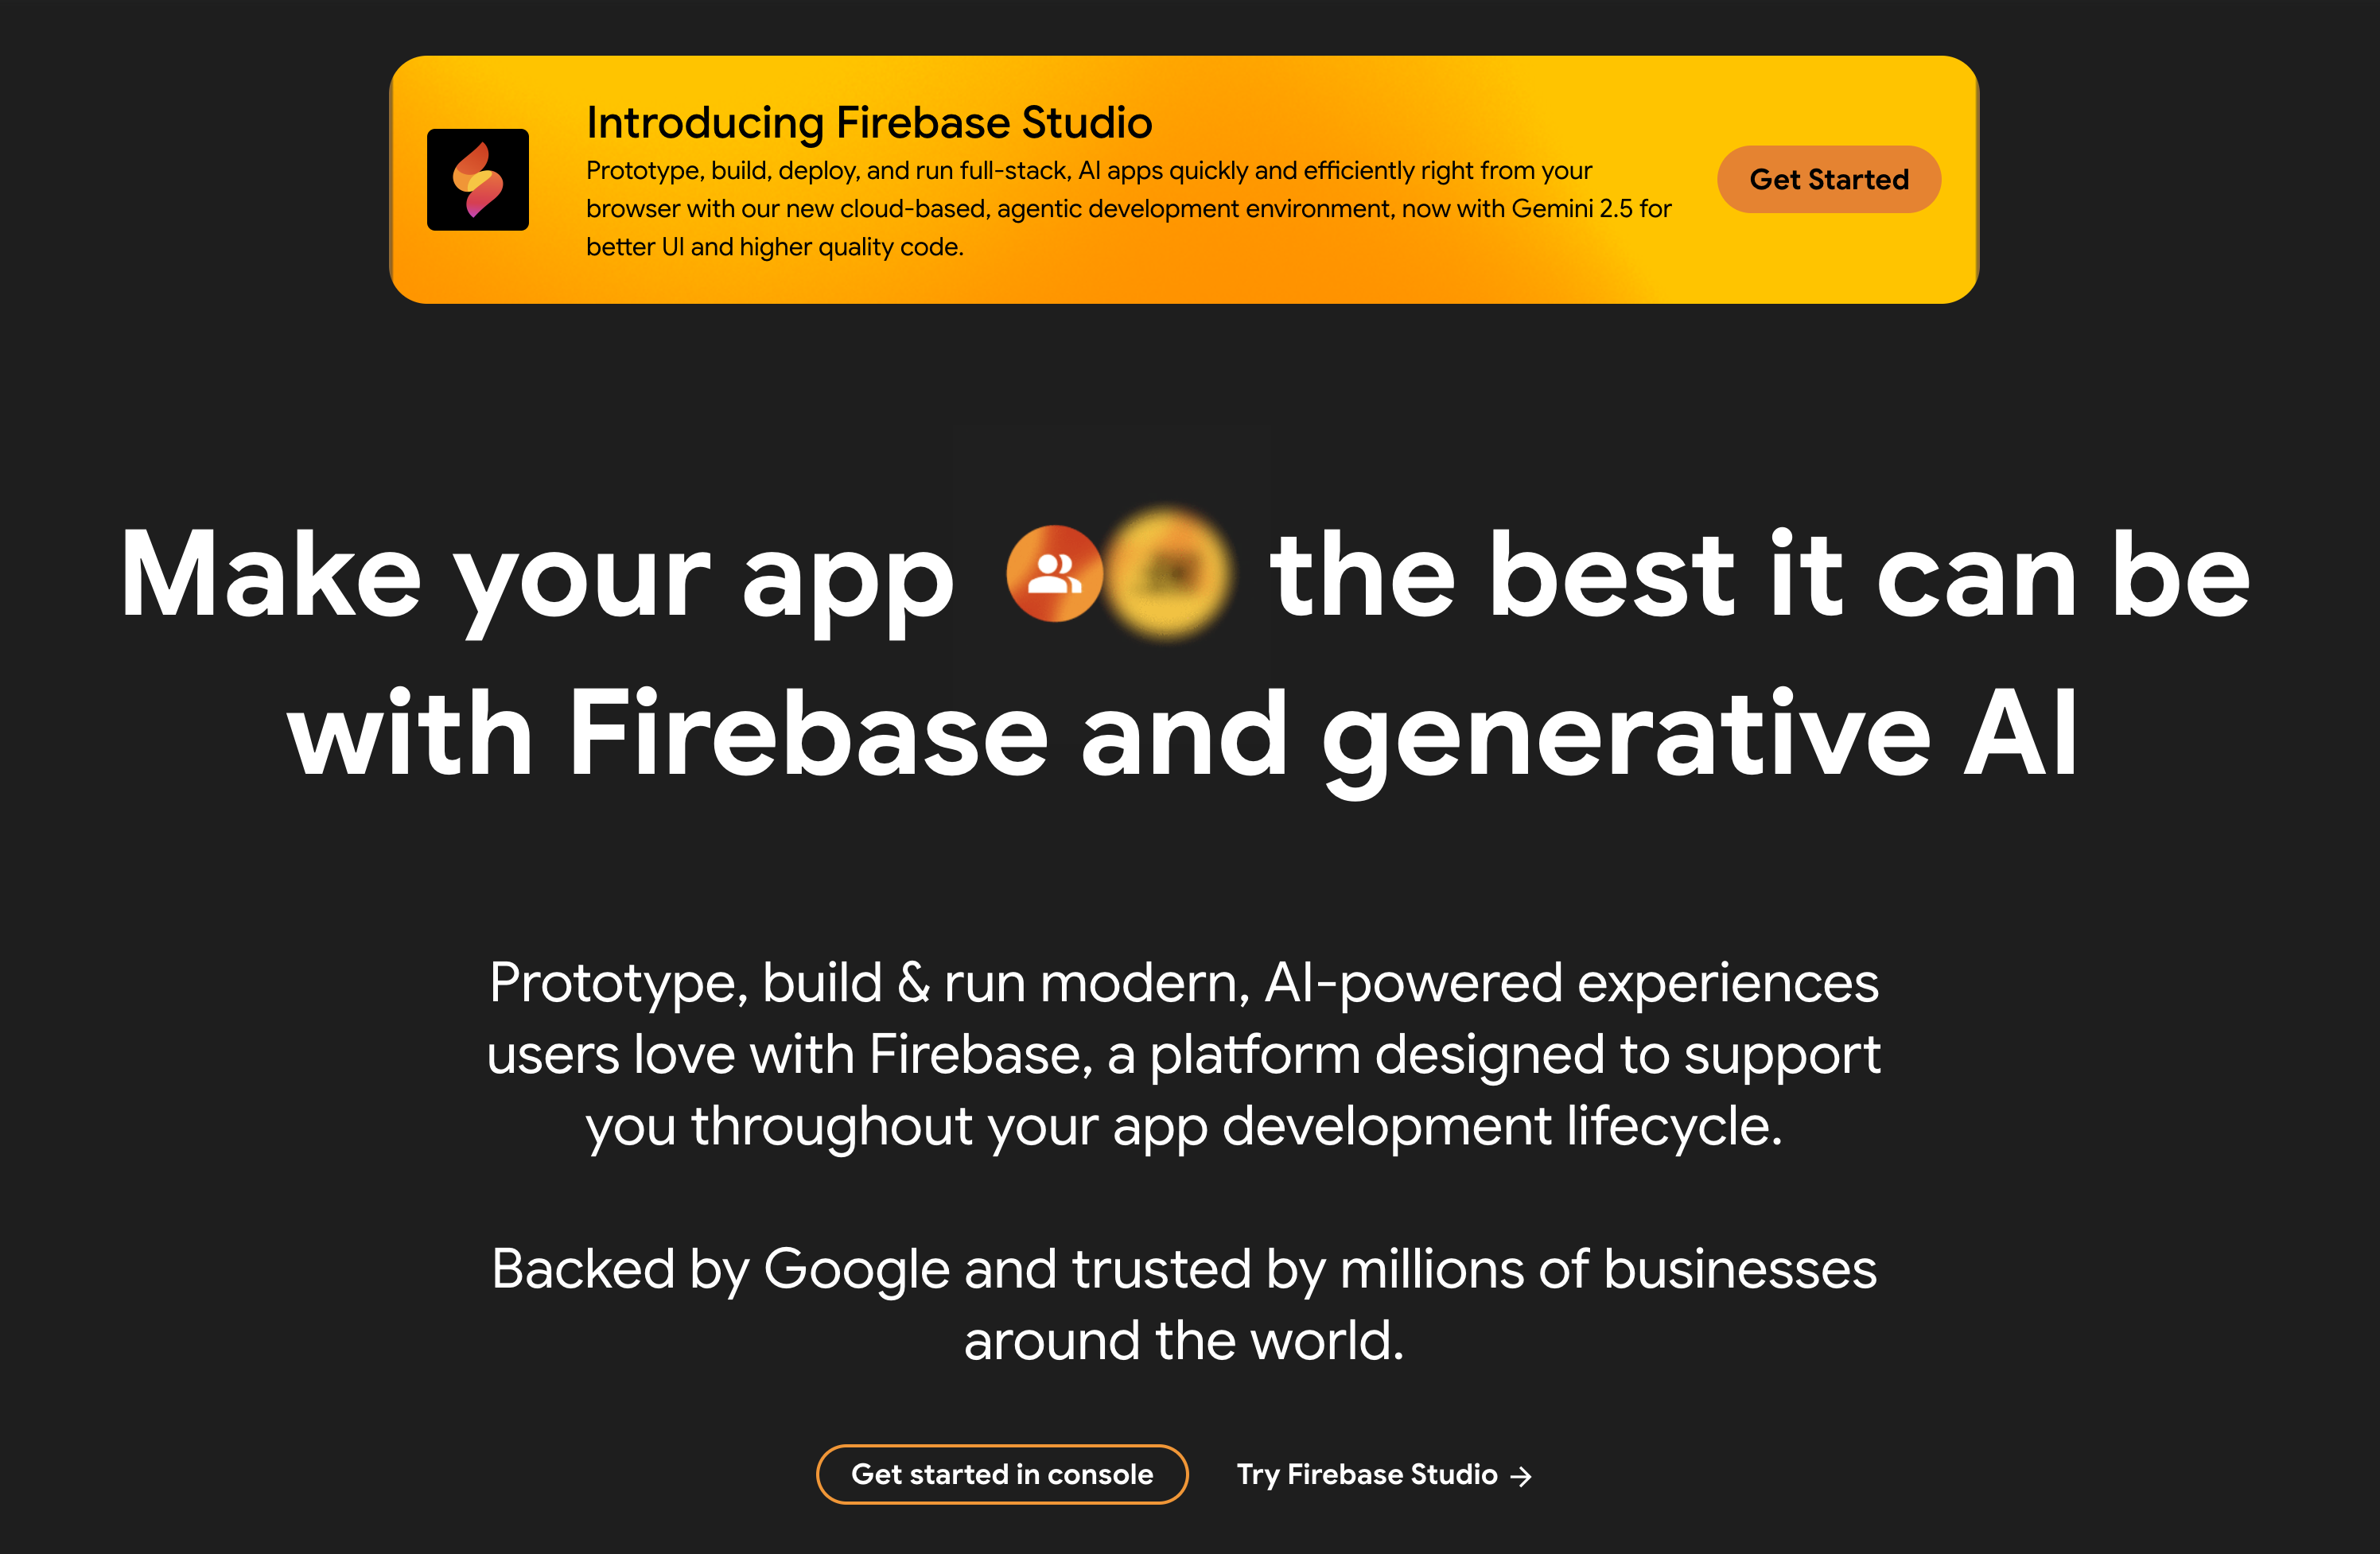 Introducing Firebase Studio
Prototype, build, deploy, and run full-stack, AI apps quickly and efficiently right from your
browser with our new cloud-based, agentic development environment, now with Gemini 2.5 for
better UI and higher quality code.
Get Started
Make your app the best it can be
with Firebase and generative AI
Prototype, build & run modern, AI-powered experiences
users love with Firebase, a platform designed to support
you throughout your app development lifecycle.
Backed by Google and trusted by millions of businesses
around the world.
Get started in console
Try Firebase Studio →